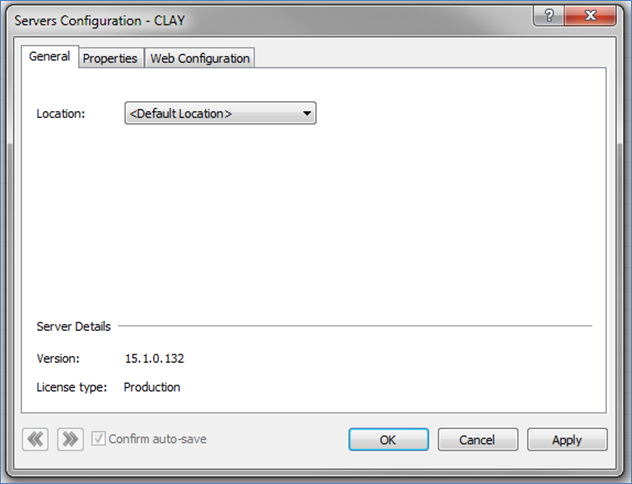 Servers Configuration - CLAY
?
General Properties Web Configuration
Location: <Default Location>
Server Details
Version: 15.1.0.132
License type: Production
Confirm auto-save OK Cancel Apply